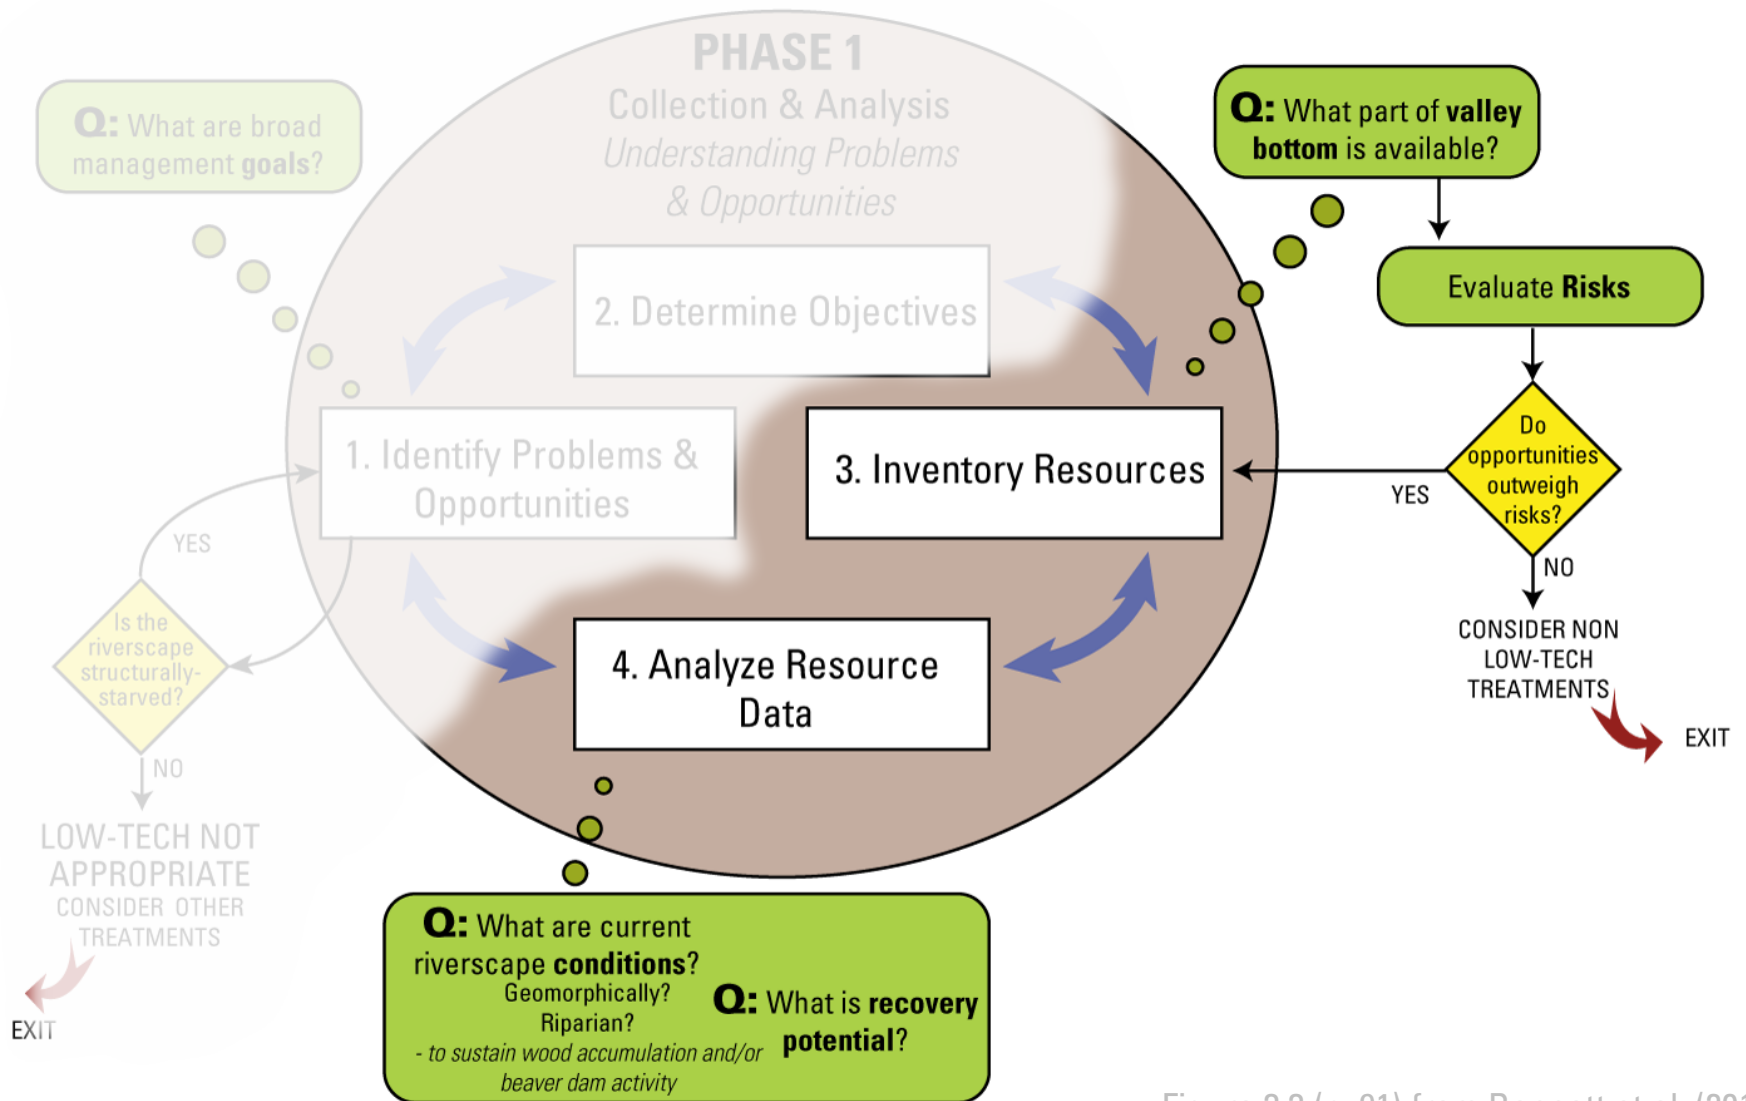 PHASE 1
Collection & Analysis
Understanding Problems
& Opportunities
Q: What are broad
management goals?
Q: What part of valley
bottom is available?
Evaluate Risks
2. Determine Objectives
1. Identify Problems &
Opportunities
3. Inventory Resources
4. Analyze Resource
Data
Do
opportunities
outweigh
risks?
YES
NO
CONSIDER NON
LOW-TECH
TREATMENTS
EXIT
YES
Is the
riverscape
structurally-
starved?
NO
LOW-TECH NOT
APPROPRIATE
CONSIDER OTHER
TREATMENTS
EXIT
Q: What are current
riverscape conditions?
Geomorphically?
Riparian?
- to sustain wood accumulation and/or
beaver dam activity
Q: What is recovery
potential?